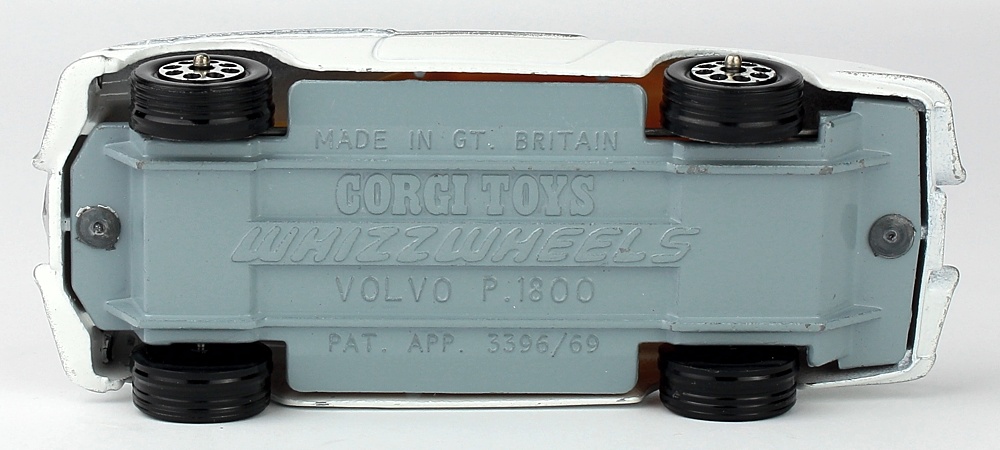 MADE IN GT. BRITAIN
CORGI TOYS
WHIZZWHEELS
VOLVO P.1800
PAT. APP. 3396/69